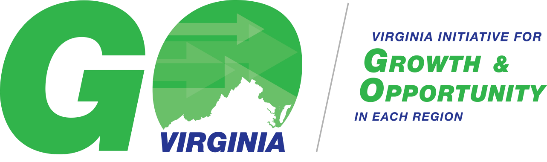 GO
VIRGINIA
VIRGINIA INITIATIVE FOR
GROWTH &
OPPORTUNITY
IN EACH REGION